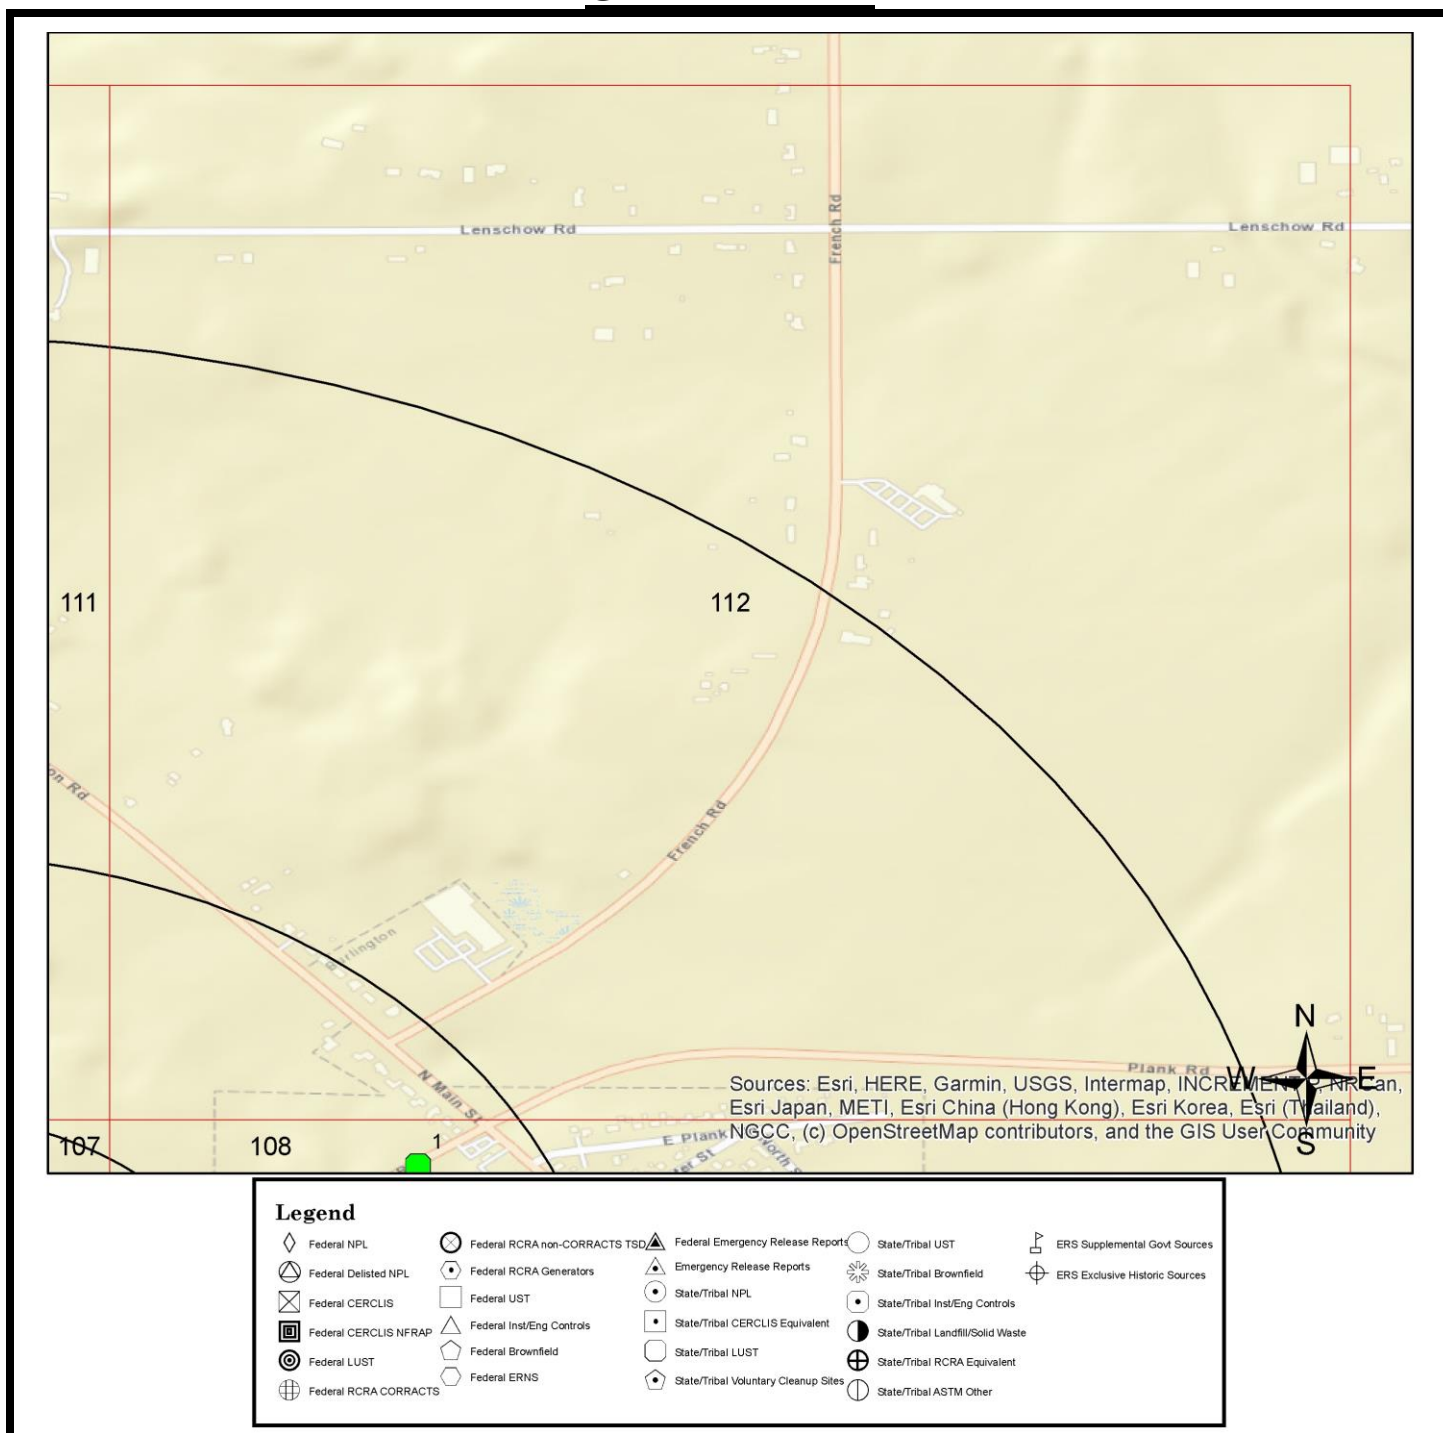 Lenschow Rd
Lenschow Rd
French Rd
111
112
on Rd
French Rd
Burlington
N
Plank Rd
W
E
N Main St
Sources: Esri, HERE, Garmin, USGS, Intermap,
Esri Japan, METI, Esri China (Hong Kong), Esri Korea, Esri (Thailand),
NGCC, (c) OpenStreetMap contributors, and the GIS User Community
S
107
108
1
E Plank
Legend
Federal NPL
Federal Delisted NPL
Federal CERCLIS
Federal CERCLIS NFRAP
Federal LUST
Federal RCRA CORRACTS
Federal RCRA non-CORRACTS TSD
Federal RCRA Generators
Federal UST
Federal Inst/Eng Controls
Federal Brownfield
Federal ERNS
Federal Emergency Release Reports
Emergency Release Reports
State/Tribal NPL
State/Tribal CERCLIS Equivalent
State/Tribal LUST
State/Tribal Voluntary Cleanup Sites
State/Tribal UST
State/Tribal Brownfield
State/Tribal Inst/Eng Controls
State/Tribal Landfill/Solid Waste
State/Tribal RCRA Equivalent
State/Tribal ASTM Other
ERS Supplemental Govt Sources
ERS Exclusive Historic Sources